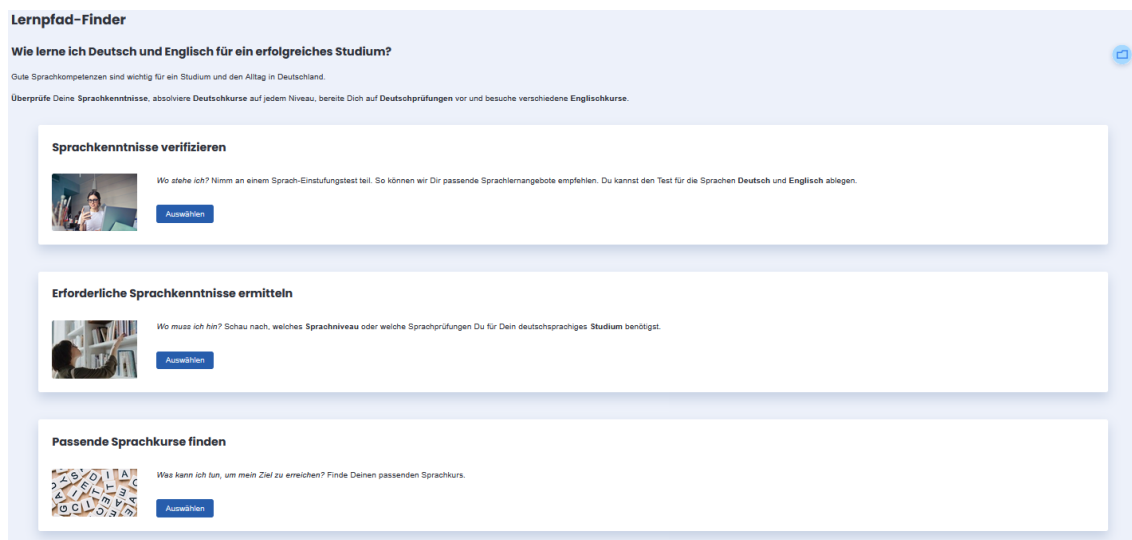 Lernpfad-Finder
Wie lerne ich Deutsch und Englisch für ein erfolgreiches Studium?
Gute Sprachkompetenzen sind wichtig für ein Studium und den Alltag in Deutschland.
Überprüfe Deine Sprachkenntnisse, absolviere Deutschkurse auf jedem Niveau, bereite Dich auf Deutschprüfungen vor und besuche verschiedene Englischkurse.
Sprachkenntnisse verifizieren
Wo stehe ich? Nimm an einem Sprach-Einstufungstest teil. So können wir Dir passende Sprachlernangebote empfehlen. Du kannst den Test für die Sprachen Deutsch und Englisch ablegen.
Auswählen
Erforderliche Sprachkenntnisse ermitteln
Wo muss ich hin? Schau nach, welches Sprachniveau oder welche Sprachprüfungen Du für Dein deutschsprachiges Studium benötigst.
Auswählen
Passende Sprachkurse finden
Was kann ich tun, um mein Ziel zu erreichen? Finde Deinen passenden Sprachkurs.
Auswählen